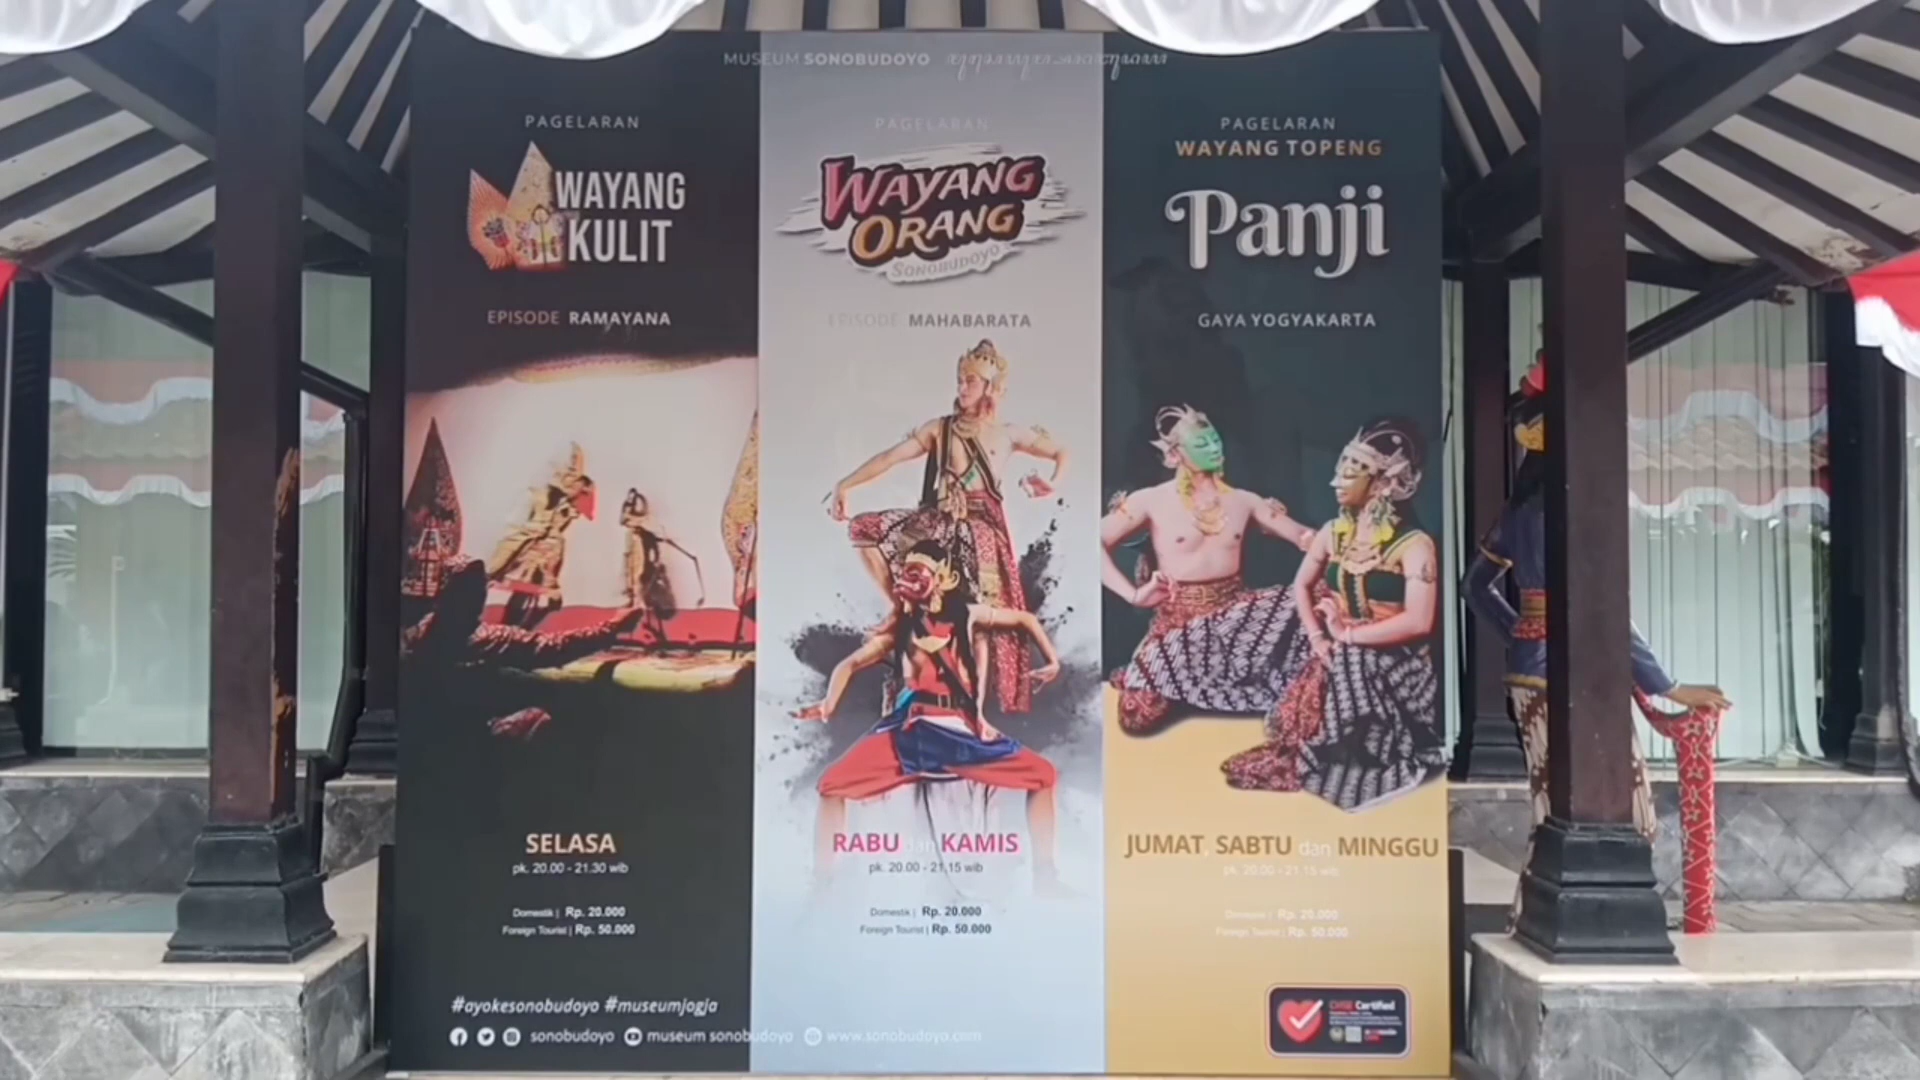 MUSEUM SONOBUDOYO
PAGELARAN
WAYANG
KULIT
EPISODE RAMAYANA
SELASA
pk. 20.00 - 21.30 wib
Domestik | Rp. 20.000
Foreign Tourist | Rp. 50.000
#ayokesonobudoyo #museumjogja
sonobudoyo museum sonobudoyo www.sonobudoyo.com
PAGELARAN
WAYANG
ORANG
SONOBUDOYO
EPISODE MAHABARATA
RABU dan KAMIS
pk. 20.00 - 21.15 wib
Domestik | Rp. 20.000
Foreign Tourist | Rp. 50.000
PAGELARAN
WAYANG TOPENG
Panji
GAYA YOGYAKARTA
JUMAT, SABTU dan MINGGU
pk. 20.00 - 21.15 wib
Domestik | Rp. 20.000
Foreign Tourist | Rp. 50.000
CHSE Certified